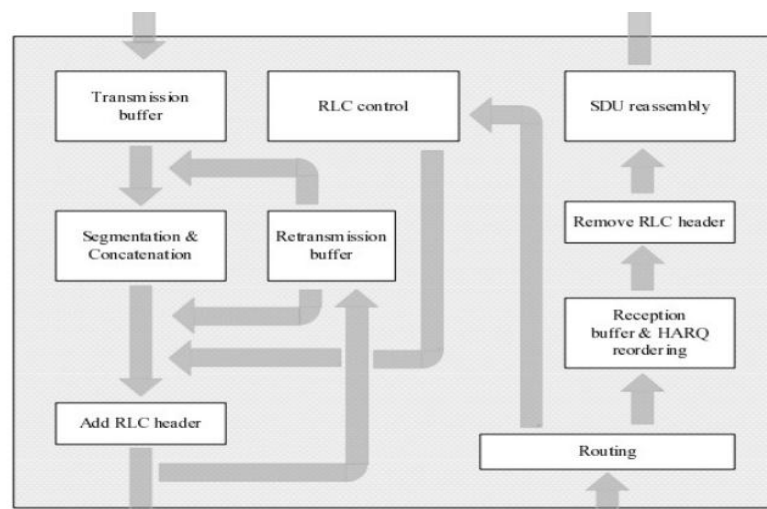 Transmission
buffer
RLC control
SDU reassembly
Segmentation &
Concatenation
Retransmission
buffer
Remove RLC header
Reception
buffer & HARQ
reordering
Add RLC header
Routing